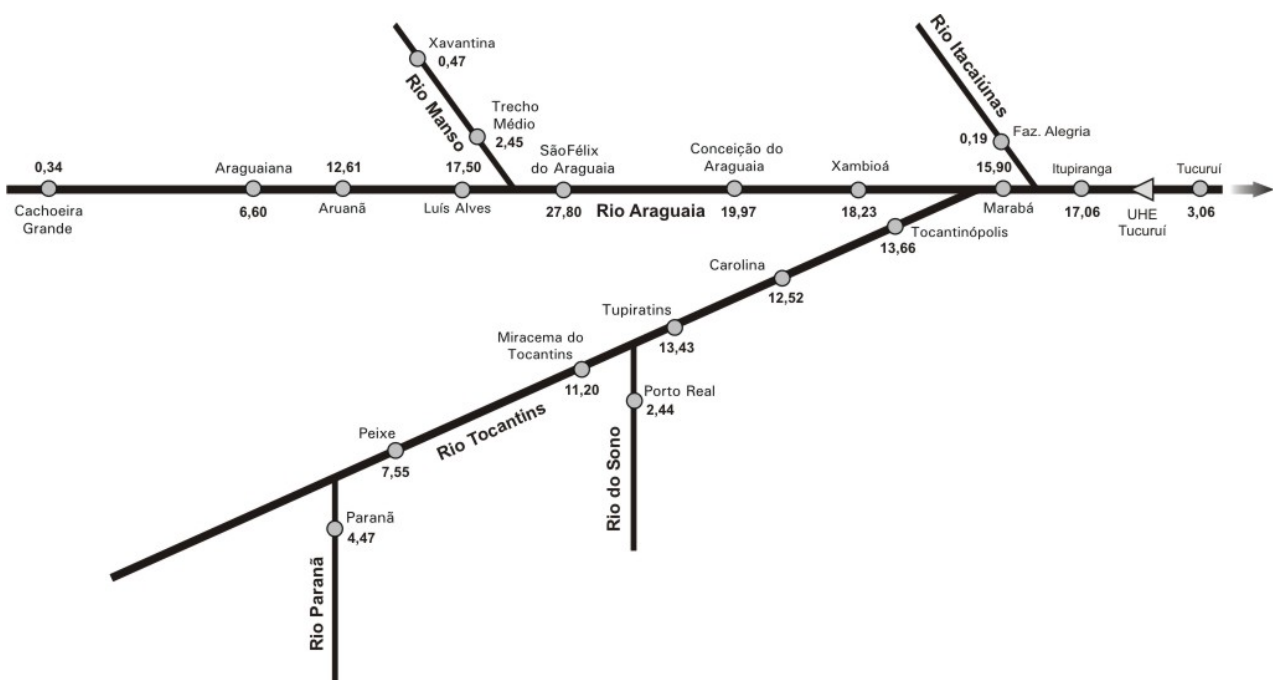 Xavantina
0,47
Rio Manso
Trecho
Médio
2,45
Rio Itacaiúnas
0,19
Faz. Alegria
0,34
Cachoeira
Grande
Araguaiana
6,60
12,61
Aruanã
17,50
Luís Alves
SãoFélix
do Araguaia
27,80
Rio Araguaia
Conceição do
Araguaia
19,97
Xambioá
18,23
15,90
Marabá
Itupiranga
17,06
UHE
Tucuruí
Tucuruí
3,06
Tocantinópolis
13,66
Carolina
12,52
Tupiratins
13,43
Miracema do
Tocantins
11,20
Porto Real
2,44
Rio do Sono
Rio Tocantins
Peixe
7,55
Paranã
4,47
Rio Paranã